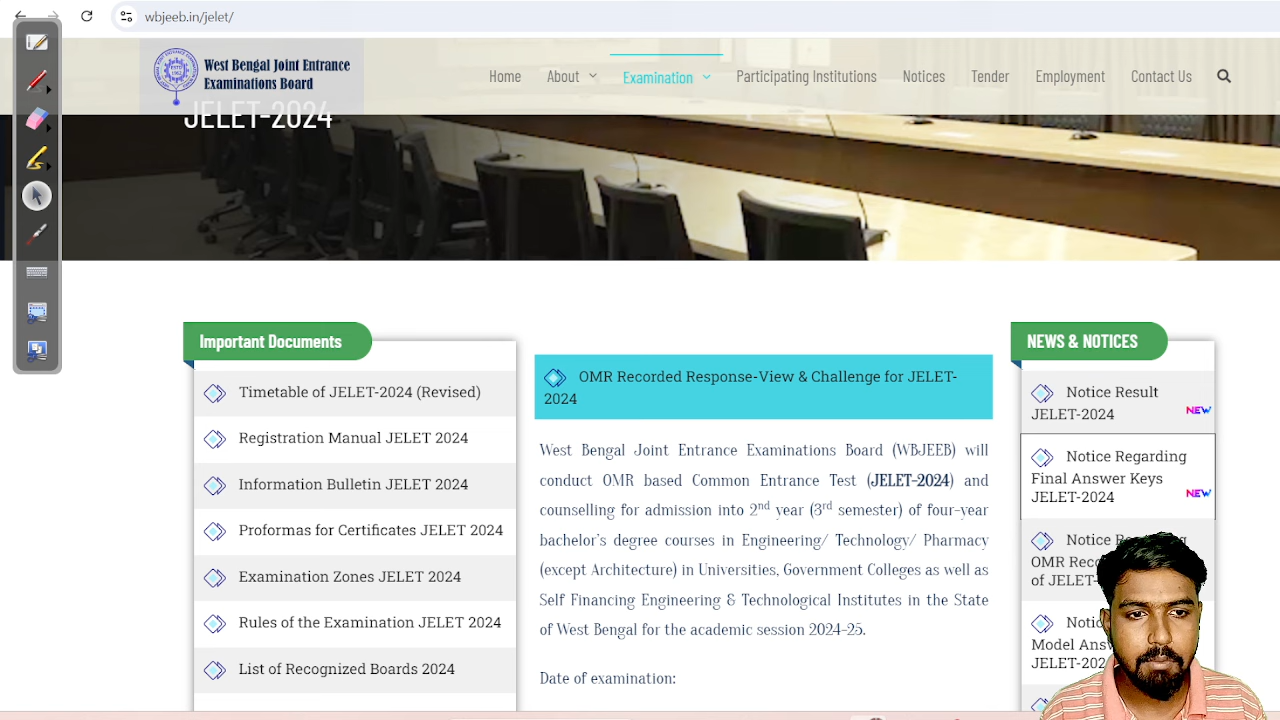 wbjeeb.in/jelet/
West Bengal Joint Entrance
Examinations Board
Home About Examination Participating Institutions Notices Tender Employment Contact Us
JELET-2024
Important Documents
Timetable of JELET-2024 (Revised)
Registration Manual JELET 2024
Information Bulletin JELET 2024
Proformas for Certificates JELET 2024
Examination Zones JELET 2024
Rules of the Examination JELET 2024
List of Recognized Boards 2024
OMR Recorded Response-View & Challenge for JELET-
2024
West Bengal Joint Entrance Examinations Board (WBJEEB) will
conduct OMR based Common Entrance Test (JELET-2024) and
counselling for admission into 2nd year (3rd semester) of four-year
bachelor's degree courses in Engineering/ Technology/ Pharmacy
(except Architecture) in Universities, Government Colleges as well as
Self Financing Engineering & Technological Institutes in the State
of West Bengal for the academic session 2024-25.
Date of examination:
NEWS & NOTICES
Notice Result
JELET-2024 NEW
Notice Regarding
Final Answer Keys
JELET-2024 NEW
Notice
OMR
of
Model